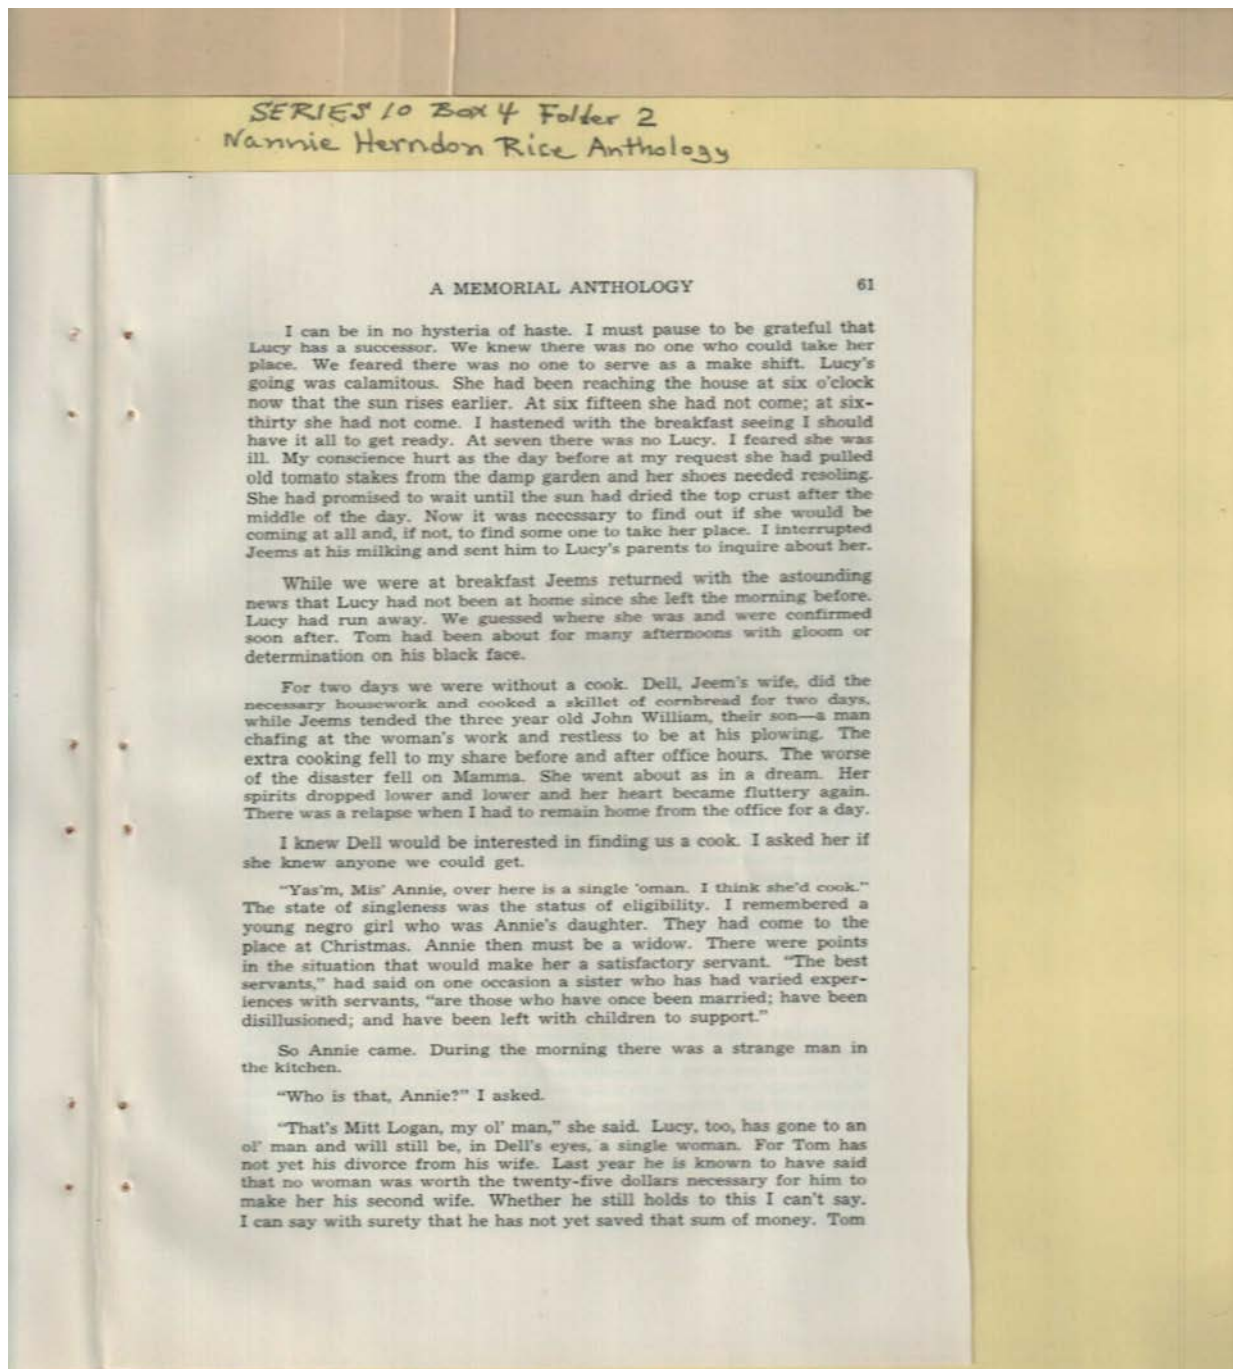 SERIES 10 Box 4 Folder 2
Nannie Herndon Rice Anthology
A MEMORIAL ANTHOLOGY 61
I can be in no hysteria of haste. I must pause to be grateful that
Lucy has a successor. We knew there was no one who could take her
place. We feared there was no one to serve as a make shift. Lucy's
going was calamitous. She had been reaching the house at six o'clock
now that the sun rises earlier. At six fifteen she had not come; at six-
thirty she had not come. I hastened with the breakfast seeing I should
have it all to get ready. At seven there was no Lucy. I feared she was
ill. My conscience hurt as the day before at my request she had pulled
old tomato stakes from the damp garden and her shoes needed resoling.
She had promised to wait until the sun had dried the top crust after the
middle of the day. Now it was necessary to find out if she would be
coming at all and, if not, to find some one to take her place. I interrupted
Jeems at his milking and sent him to Lucy's parents to inquire about her.
While we were at breakfast Jeems returned with the astounding
news that Lucy had not been at home since she left the morning before.
Lucy had run away. We guessed where she was and were confirmed
soon after. Tom had been about for many afternoons with gloom or
determination on his black face.
For two days we were without a cook. Dell, Jeem's wife, did the
necessary housework and cooked a skillet of cornbread for two days,
while Jeems tended the three year old John William, their son—a man
chafing at the woman's work and restless to be at his plowing. The
extra cooking fell to my share before and after office hours. The worse
of the disaster fell on Mamma. She went about as in a dream. Her
spirits dropped lower and lower and her heart became fluttery again.
There was a relapse when I had to remain home from the office for a day.
I knew Dell would be interested in finding us a cook. I asked her if
she knew anyone we could get.
"Yas'm, Mis' Annie, over here is a single 'oman. I think she'd cook."
The state of singleness was the status of eligibility. I remembered a
young negro girl who was Annie's daughter. They had come to the
place at Christmas. Annie then must be a widow. There were points
in the situation that would make her a satisfactory servant. "The best
servants," had said on one occasion a sister who has had varied exper-
iences with servants, "are those who have once been married; have been
disillusioned; and have been left with children to support."
So Annie came. During the morning there was a strange man in
the kitchen.
"Who is that, Annie?" I asked.
"That's Mitt Logan, my ol' man," she said. Lucy, too, has gone to an
ol' man and will still be, in Dell's eyes, a single woman. For Tom has
not yet his divorce from his wife. Last year he is known to have said
that no woman was worth the twenty-five dollars necessary for him to
make her his second wife. Whether he still holds to this I can't say.
I can say with surety that he has not yet saved that sum of money. Tom